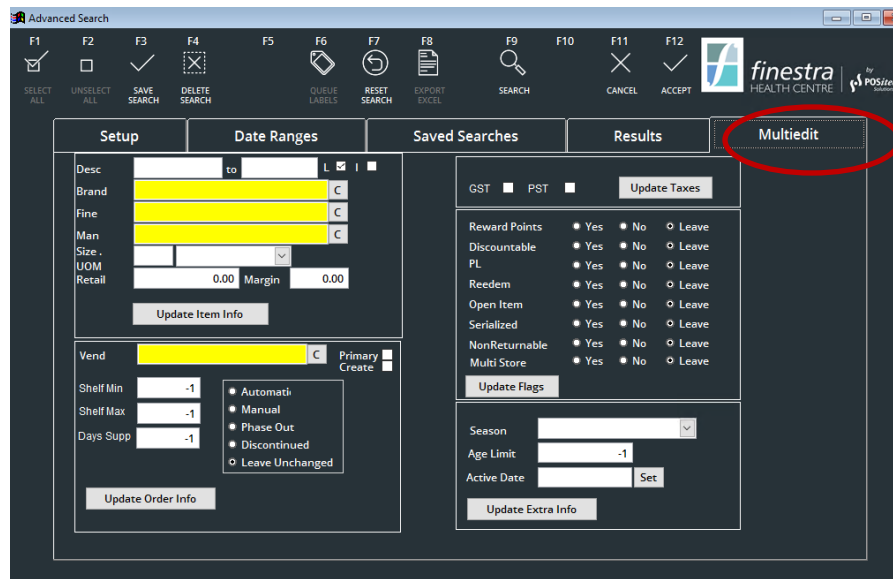 Advanced Search
F1 F2 F3 F4 F5 F6 F7 F8 F9 F10 F11 F12
SELECT ALL
UNSELECT ALL
SAVE SEARCH
DELETE SEARCH
QUEUE LABELS
RESET SEARCH
EXPORT EXCEL
SEARCH
CANCEL
ACCEPT
f finestra
HEALTH CENTRE
by POSitec Solutions
Setup Date Ranges Saved Searches Results Multiedit
Desc to L I
Brand C
Fine C
Man C
Size .
UOM
Retail 0.00 Margin 0.00
Update Item Info
Vend C Primary
Create
Shelf Min -1
Shelf Max -1
Days Supp -1
Automati
Manual
Phase Out
Discontinued
Leave Unchanged
Update Order Info
GST PST Update Taxes
Reward Points Yes No Leave
Discountable Yes No Leave
PL Yes No Leave
Reedem Yes No Leave
Open Item Yes No Leave
Serialized Yes No Leave
NonReturnable Yes No Leave
Multi Store Yes No Leave
Update Flags
Season
Age Limit -1
Active Date Set
Update Extra Info